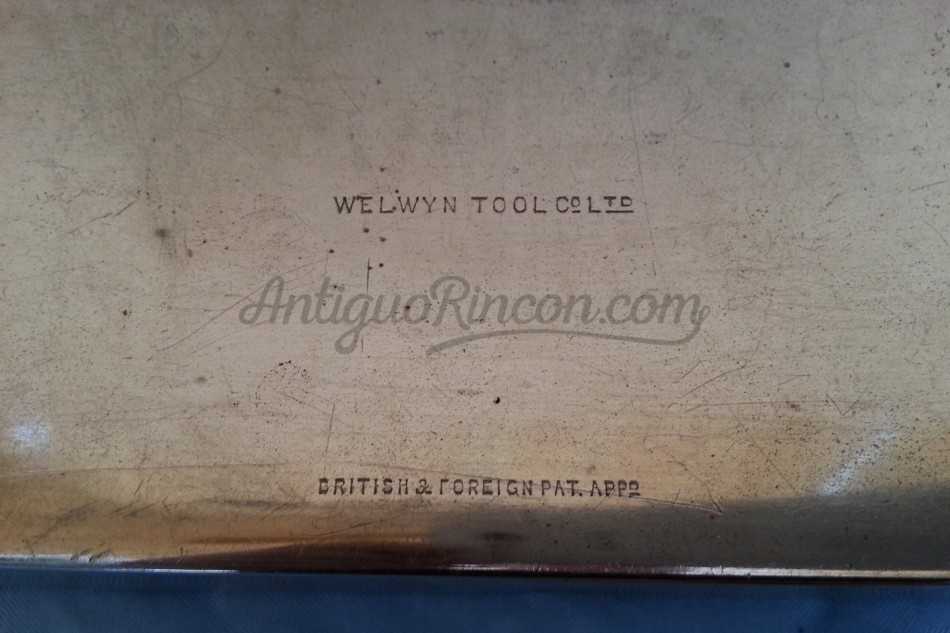 WELWYN TOOL Cº LTD
AntiguoRincon.com
BRITISH & FOREIGN PAT. APPD